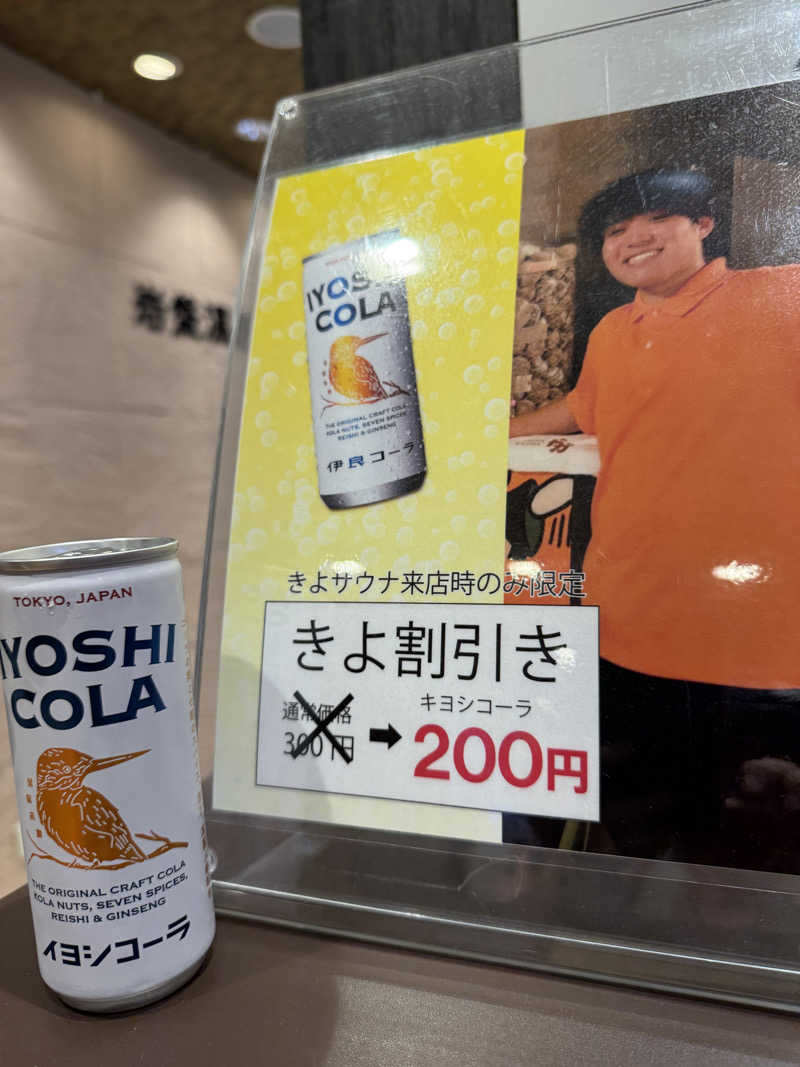 岩盤
IYOSHI
COLA
THE ORIGINAL CRAFT COLA
KOLA NUTS, SEVEN SPICES
REISHI & GINSENG
伊良コーラ
きよサウナ来店時のみ限定
きよ割引き
通常価格
300円
➡
キヨシコーラ
200円
TOKYO, JAPAN
IYOSHI
COLA
THE ORIGINAL CRAFT COLA
KOLA NUTS, SEVEN SPICES,
REISHI & GINSENG
イヨシコーラ